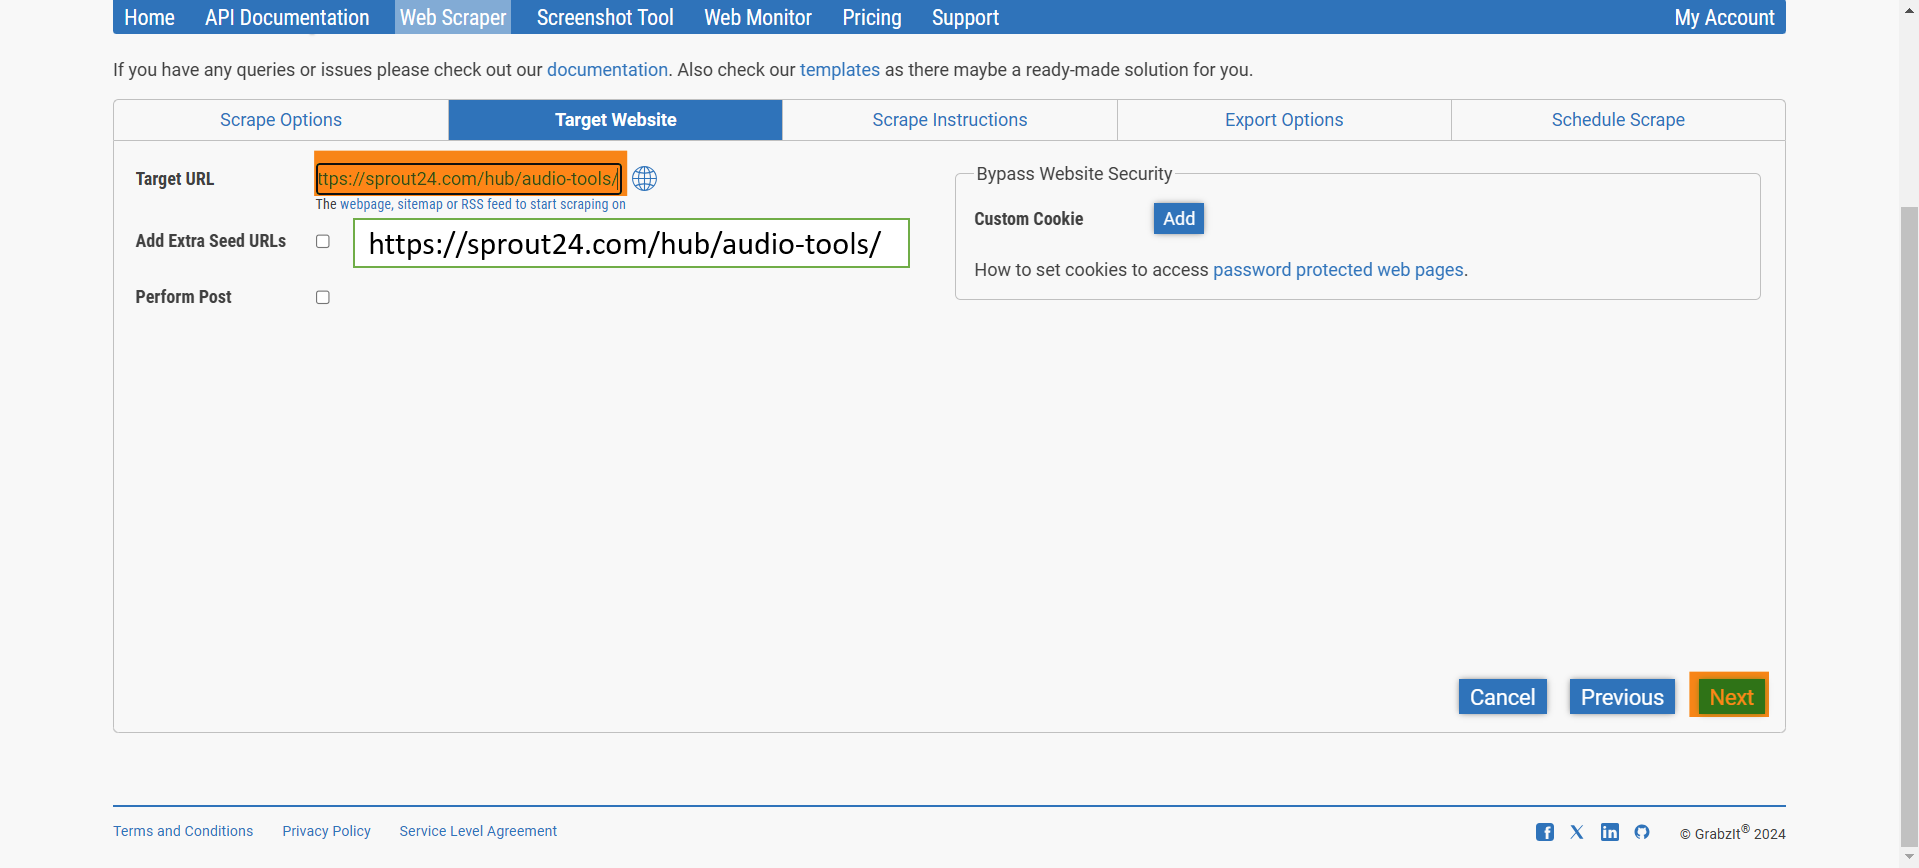 Home API Documentation Web Scraper Screenshot Tool Web Monitor Pricing Support My Account
If you have any queries or issues please check out our documentation. Also check our templates as there maybe a ready-made solution for you.
Scrape Options Target Website Scrape Instructions Export Options Schedule Scrape
Target URL ttps://sprout24.com/hub/audio-tools/
The webpage, sitemap or RSS feed to start scraping on
Add Extra Seed URLs https://sprout24.com/hub/audio-tools/
Perform Post
Bypass Website Security
Custom Cookie Add
How to set cookies to access password protected web pages.
Cancel Previous Next
Terms and Conditions Privacy Policy Service Level Agreement © GrabzIt® 2024